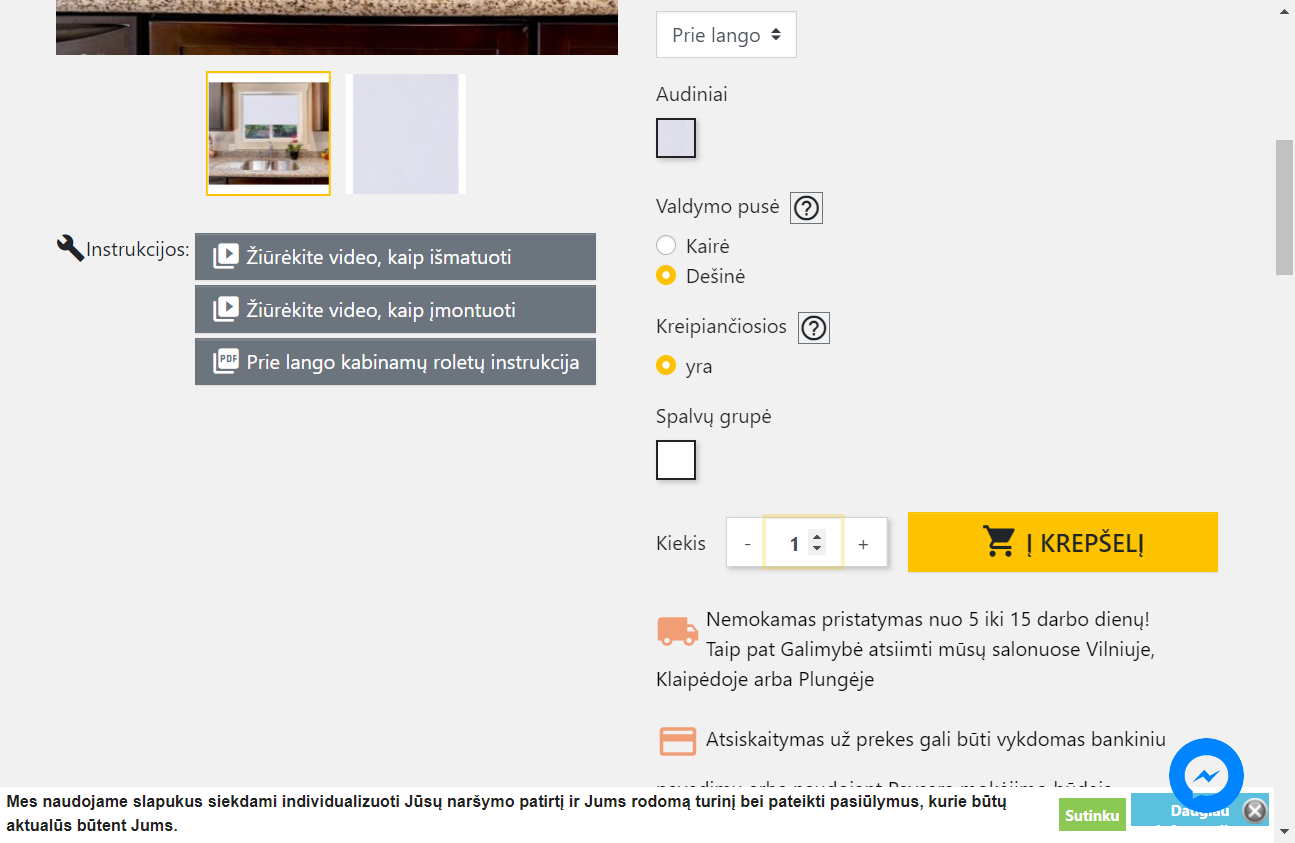 Prie lango
Audiniai
Valdymo pusė
Kairė
Dešinė
Kreipiančiosios
yra
Spalvų grupė
Instrukcijos:
Žiūrėkite video, kaip išmatuoti
Žiūrėkite video, kaip įmontuoti
PDF Prie lango kabinamų roletų instrukcija
Kiekis - 1 +
Į KREPŠELĮ
Nemokamas pristatymas nuo 5 iki 15 darbo dienų!
Taip pat Galimybė atsiimti mūsų salonuose Vilniuje,
Klaipėdoje arba Plungėje
Atsiskaitymas už prekes gali būti vykdomas bankiniu
Mes naudojame slapukus siekdami individualizuoti Jūsų naršymo patirtį ir Jums rodomą turinį bei pateikti pasiūlymus, kurie būtų
aktualūs būtent Jums.
Sutinku
Daugiau